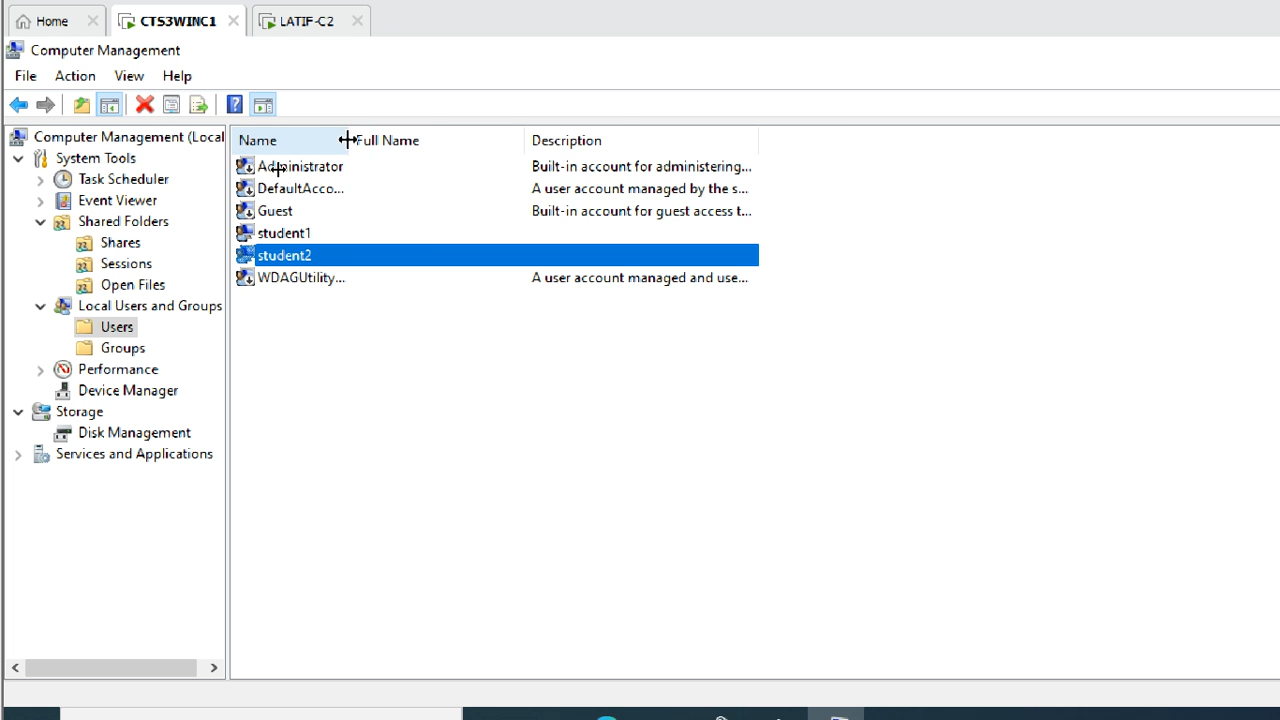 Home
CTS3WINC1
LATIF-C2
Computer Management
File Action View Help
Computer Management (Local
System Tools
Task Scheduler
Event Viewer
Shared Folders
Shares
Sessions
Open Files
Local Users and Groups
Users
Groups
Performance
Device Manager
Storage
Disk Management
Services and Applications
Name Full Name Description
Administrator Built-in account for administering...
DefaultAcco... A user account managed by the s...
Guest Built-in account for guest access t...
student1
student2
WDAGUtility... A user account managed and use...